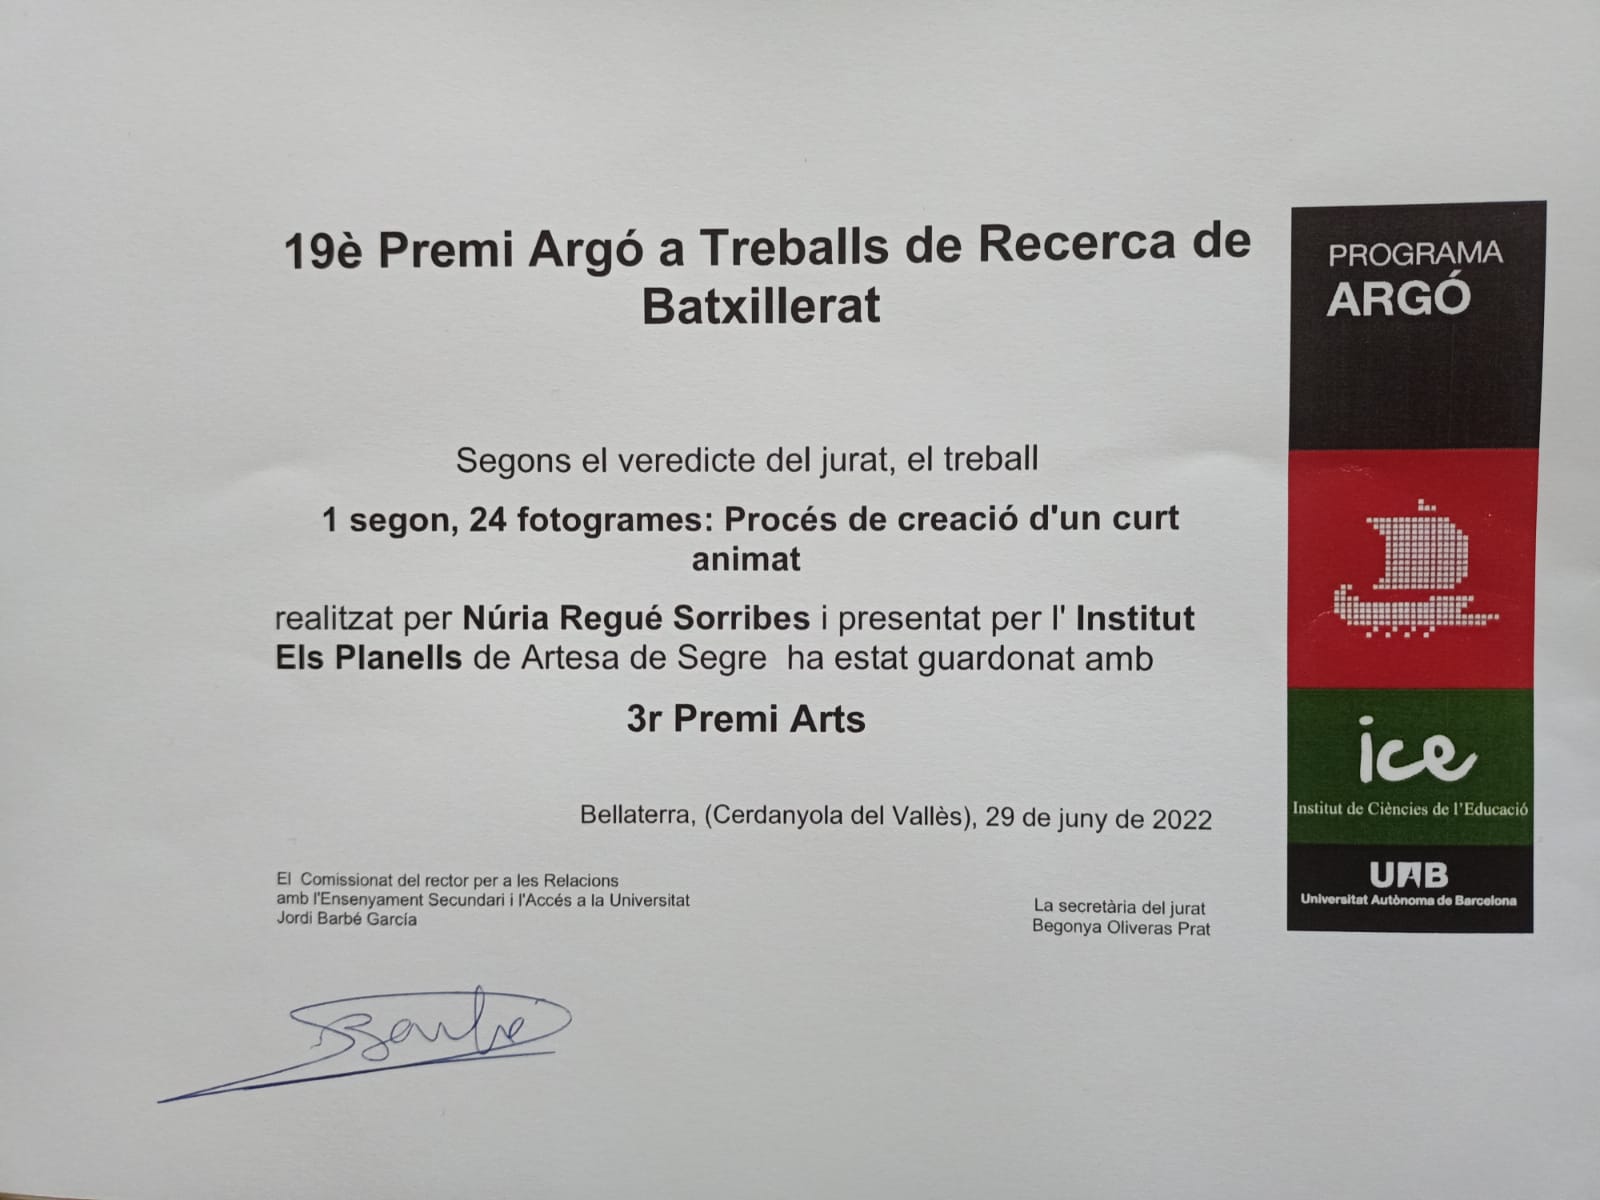 19è Premi Argó a Treballs de Recerca de
Batxillerat
Segons el veredicte del jurat, el treball
1 segon, 24 fotogrames: Procés de creació d'un curt
animat
realitzat per Núria Regué Sorribes i presentat per l' Institut
Els Planells de Artesa de Segre ha estat guardonat amb
3r Premi Arts
Bellaterra, (Cerdanyola del Vallès), 29 de juny de 2022
El Comissionat del rector per a les Relacions
amb l'Ensenyament Secundari i l'Accés a la Universitat
Jordi Barbé García
La secretària del jurat
Begonya Oliveras Prat
Barbé
PROGRAMA
ARGÓ
ice
Institut de Ciències de l'Educació
UAB
Universitat Autònoma de Barcelona